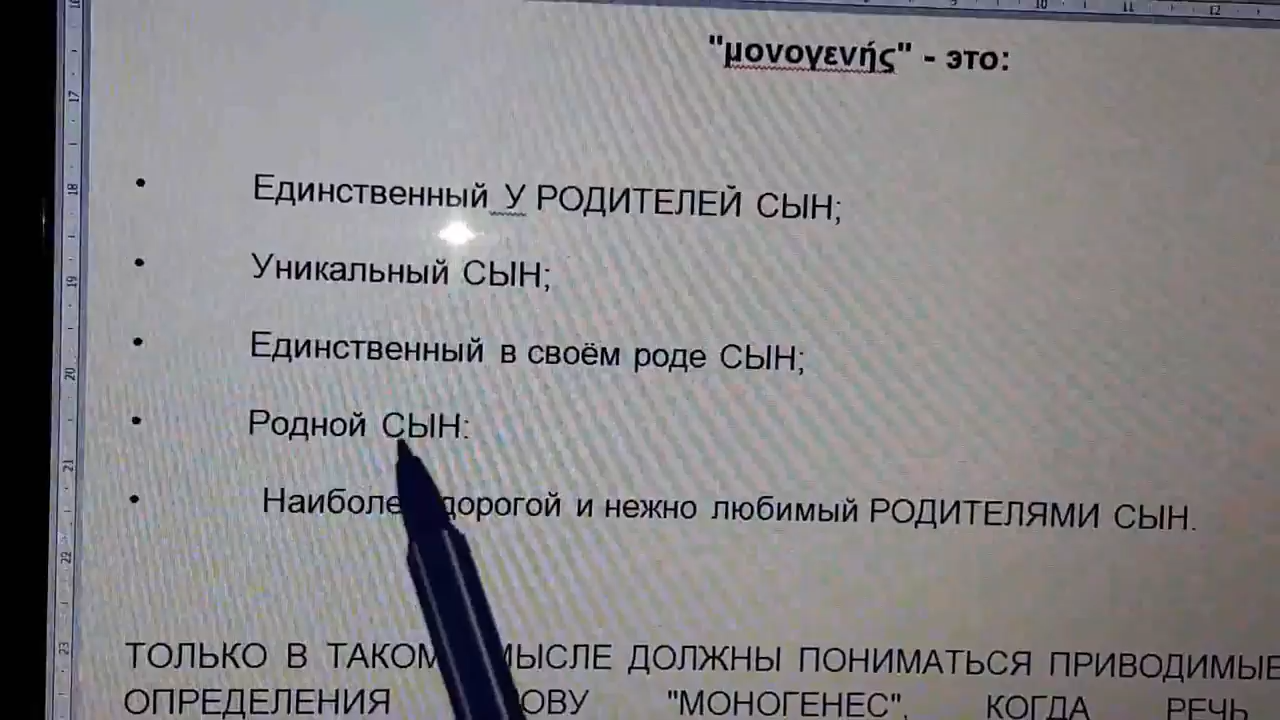 "μονογενής" - это:
• Единственный У РОДИТЕЛЕЙ СЫН;
• Уникальный СЫН;
• Единственный в своём роде СЫН;
• Родной СЫН:
• дорогой и нежно любимый РОДИТЕЛЯМИ СЫН.
ТОЛЬКО В ДОЛЖНЫ ПОНИМАТЬСЯ ПРИВОДИМЫЕ
ОПРЕДЕЛЕНИЯ "МОНОГЕНЕС", КОГДА РЕЧЬ